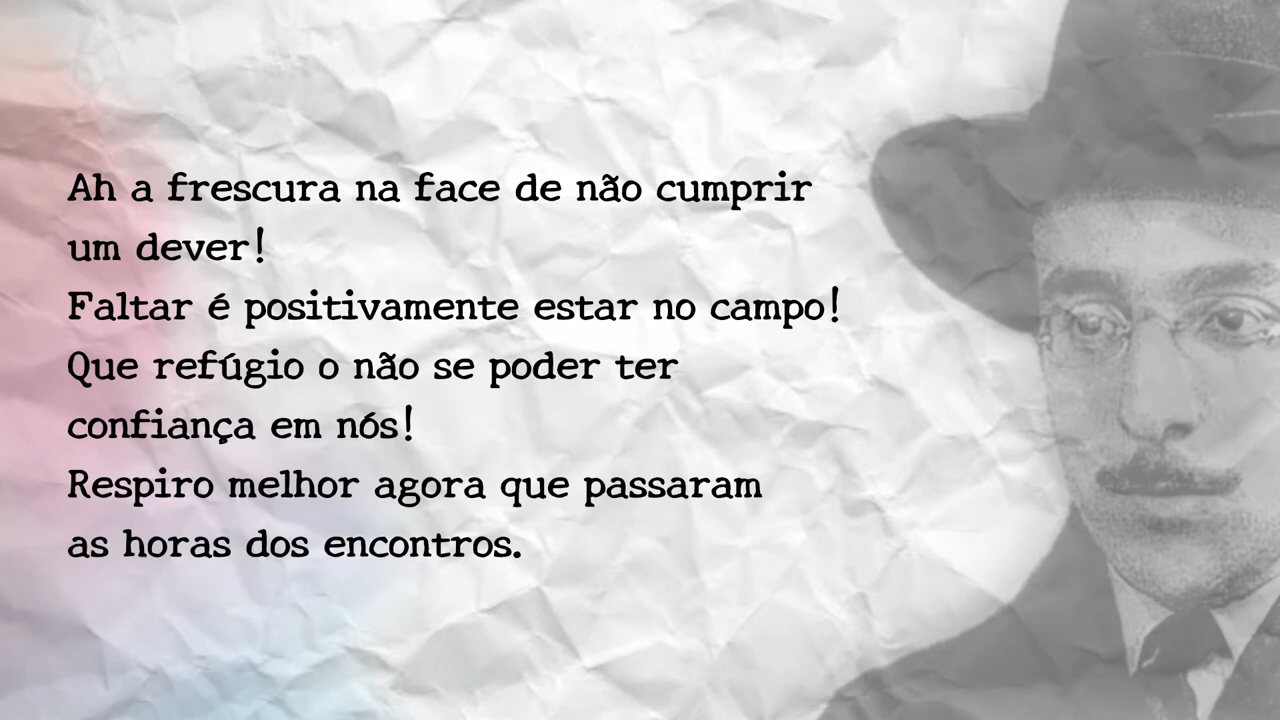 Ah a frescura na face de não cumprir
um dever!
Faltar é positivamente estar no campo!
Que refúgio o não se poder ter
confiança em nós!
Respiro melhor agora que passaram
as horas dos encontros.